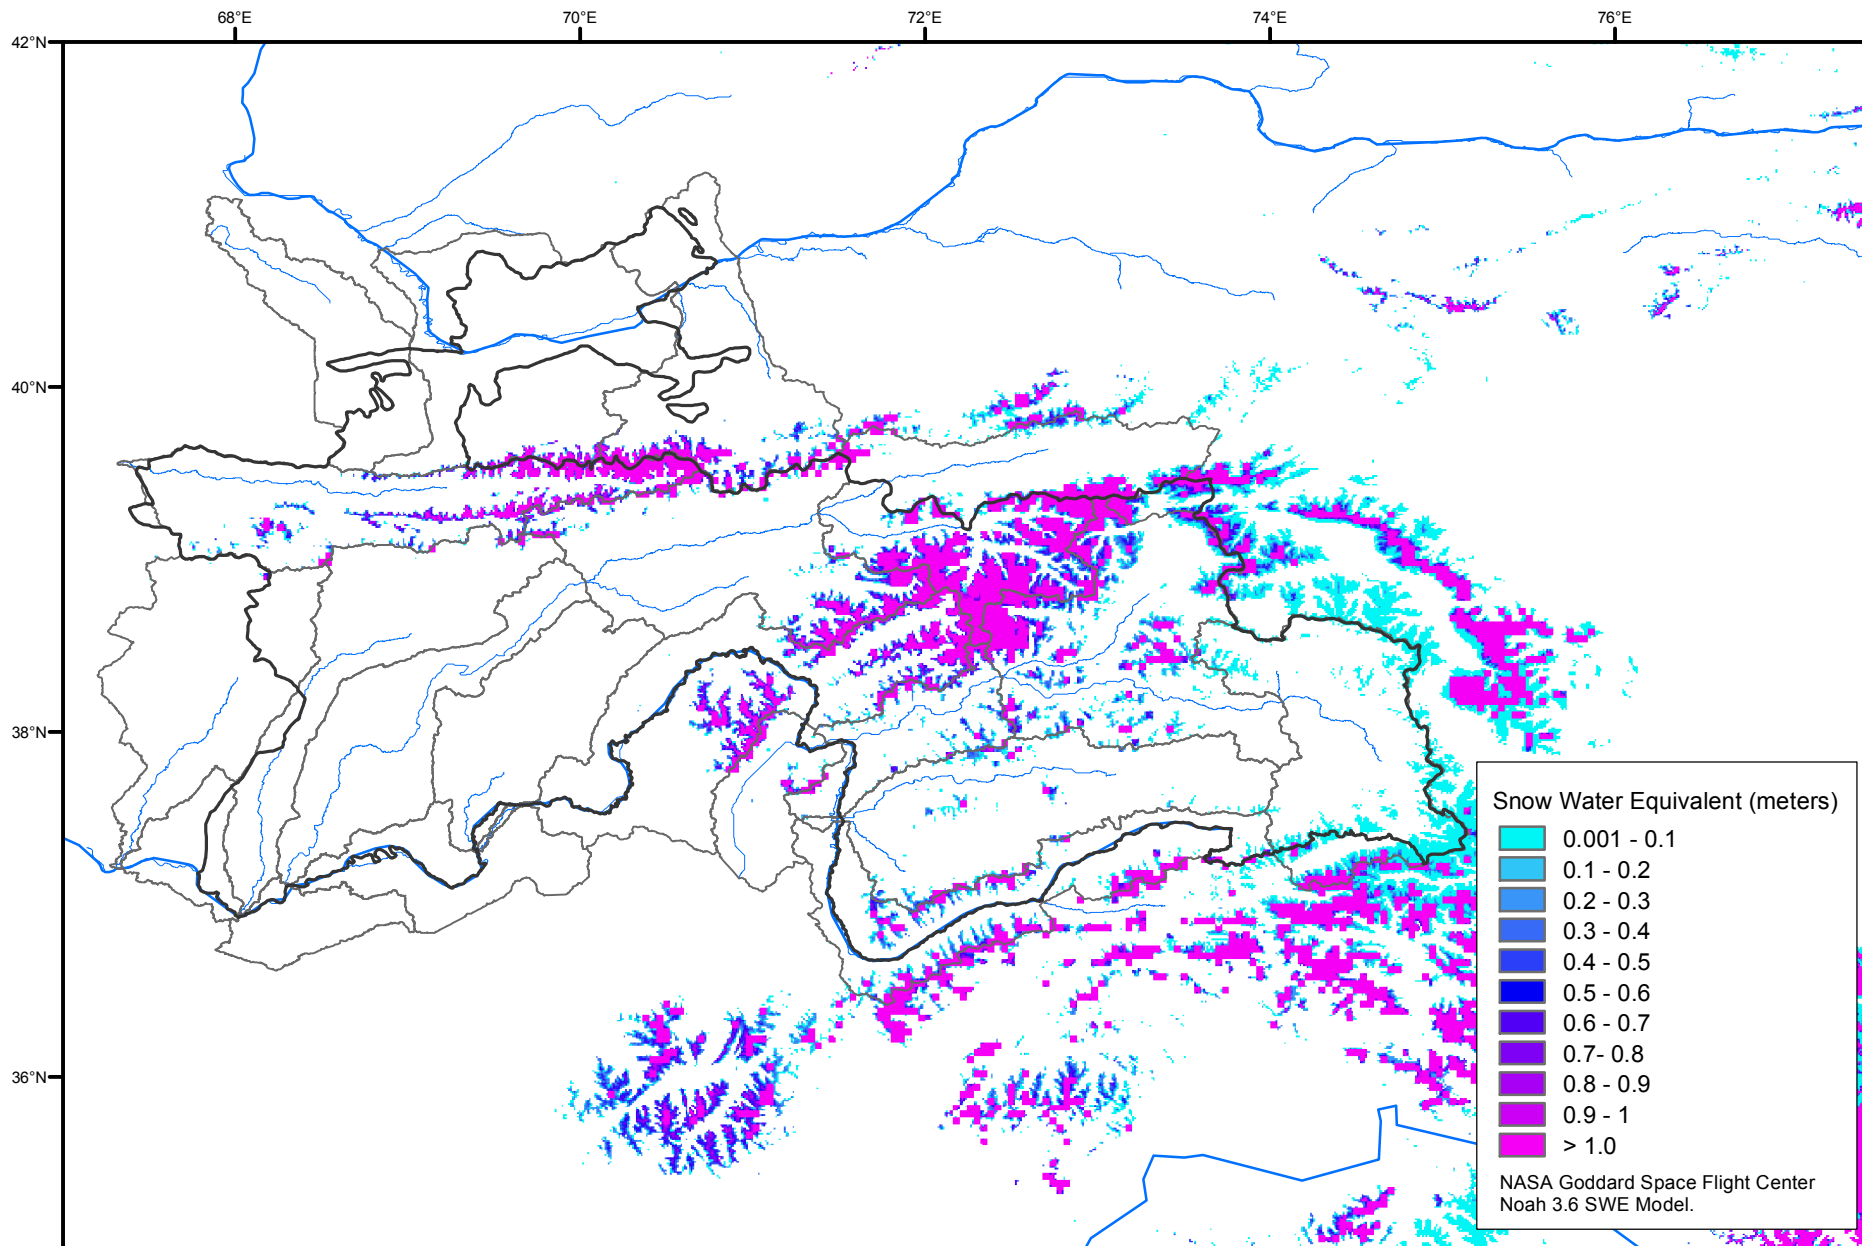 68°E
70°E
72°E
74°E
76°E
42°N
40°N
38°N
36°N
Snow Water Equivalent (meters)
0.001 - 0.1
0.1 - 0.2
0.2 - 0.3
0.3 - 0.4
0.4 - 0.5
0.5 - 0.6
0.6 - 0.7
0.7- 0.8
0.8 - 0.9
0.9 - 1
> 1.0
NASA Goddard Space Flight Center
Noah 3.6 SWE Model.